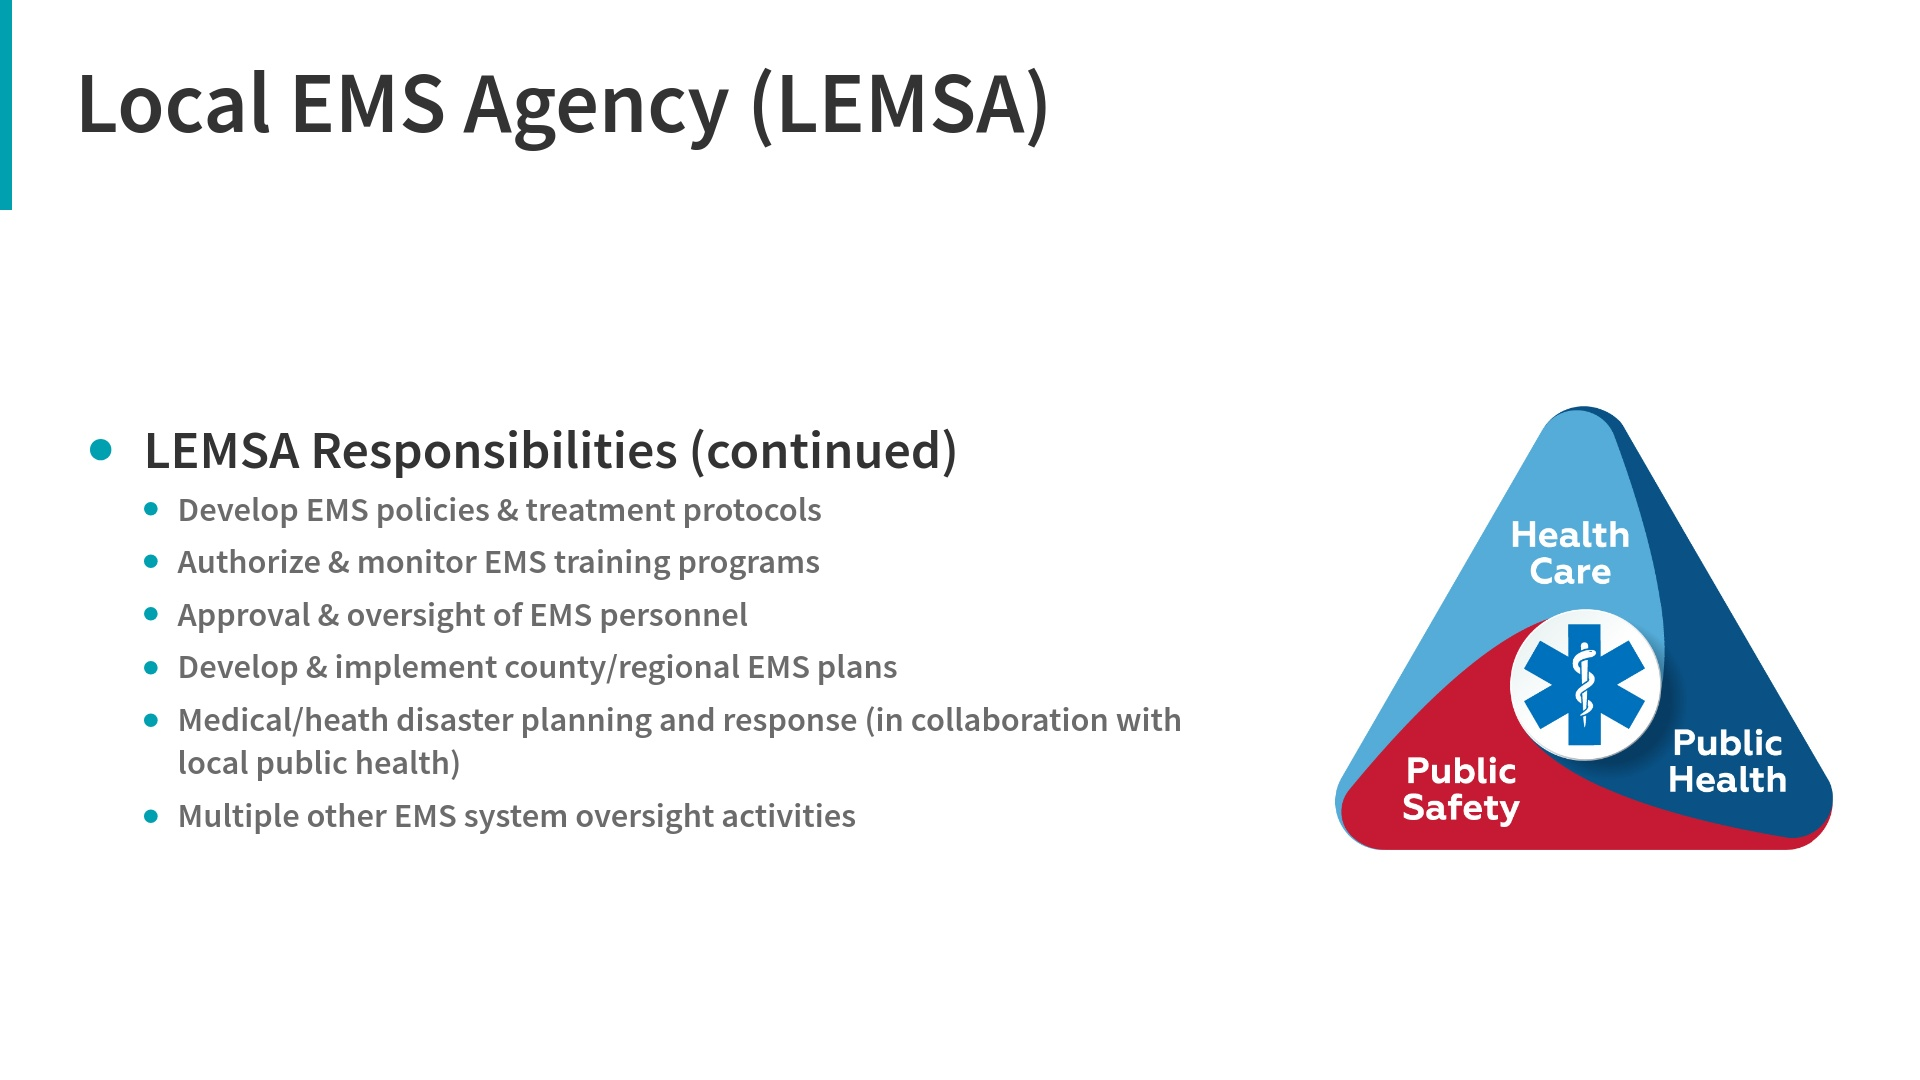 Local EMS Agency (LEMSA)
LEMSA Responsibilities (continued)
Develop EMS policies & treatment protocols
Authorize & monitor EMS training programs
Approval & oversight of EMS personnel
Develop & implement county/regional EMS plans
Medical/heath disaster planning and response (in collaboration with
local public health)
Multiple other EMS system oversight activities
Health
Care
Public
Safety
Public
Health